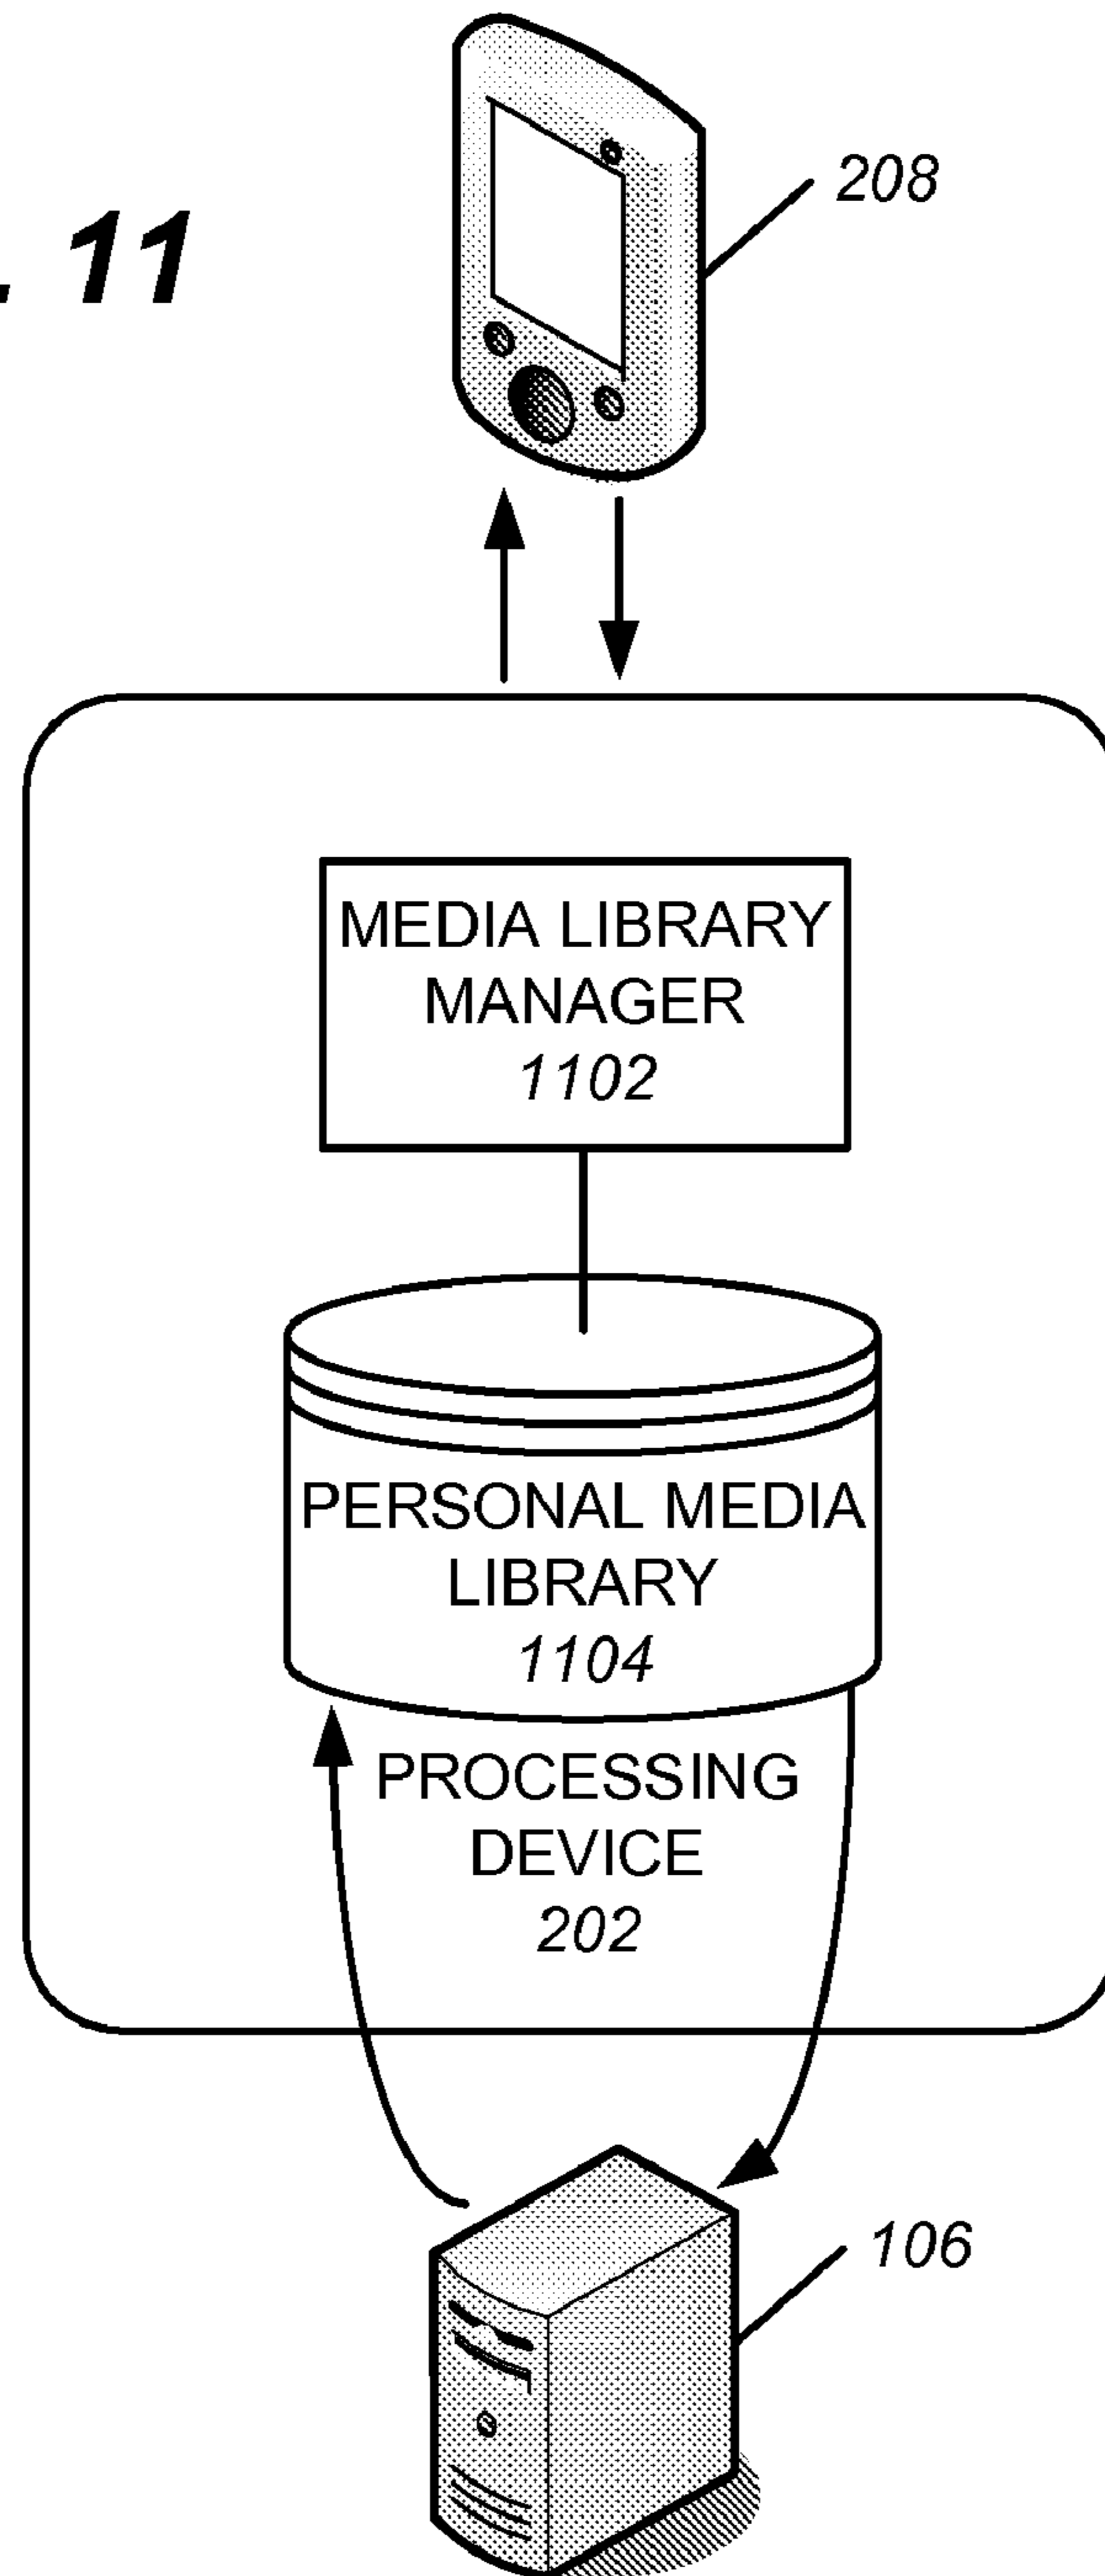 . 11
208
MEDIA LIBRARY
MANAGER
1102
PERSONAL MEDIA
LIBRARY
1104
PROCESSING
DEVICE
202
106